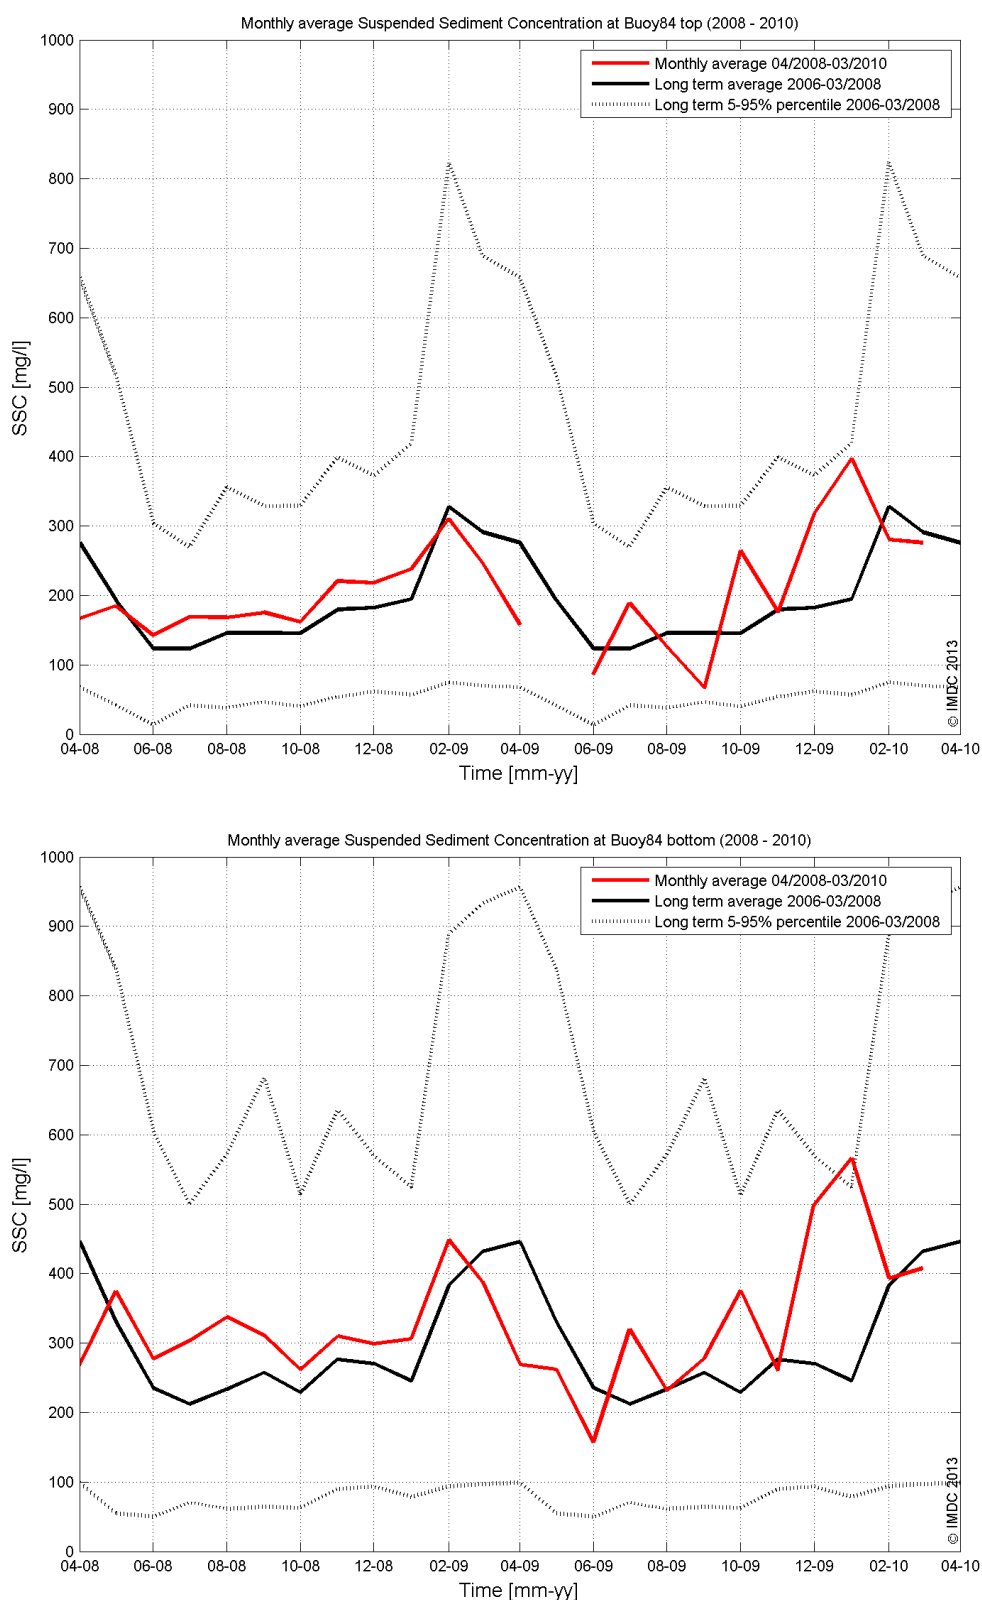 Monthly average Suspended Sediment Concentration at Buoy84 top (2008 - 2010)
1000
900
800
700
600
500
400
300
200
100
0
SSC [mg/l]
Monthly average 04/2008-03/2010
Long term average 2006-03/2008
Long term 5-95% percentile 2006-03/2008
© IMDC 2013
04-08 06-08 08-08 10-08 12-08 02-09 04-09 06-09 08-09 10-09 12-09 02-10 04-10
Time [mm-yy]
Monthly average Suspended Sediment Concentration at Buoy84 bottom (2008 - 2010)
1000
900
800
700
600
500
400
300
200
100
0
SSC [mg/l]
Monthly average 04/2008-03/2010
Long term average 2006-03/2008
Long term 5-95% percentile 2006-03/2008
© IMDC 2013
04-08 06-08 08-08 10-08 12-08 02-09 04-09 06-09 08-09 10-09 12-09 02-10 04-10
Time [mm-yy]